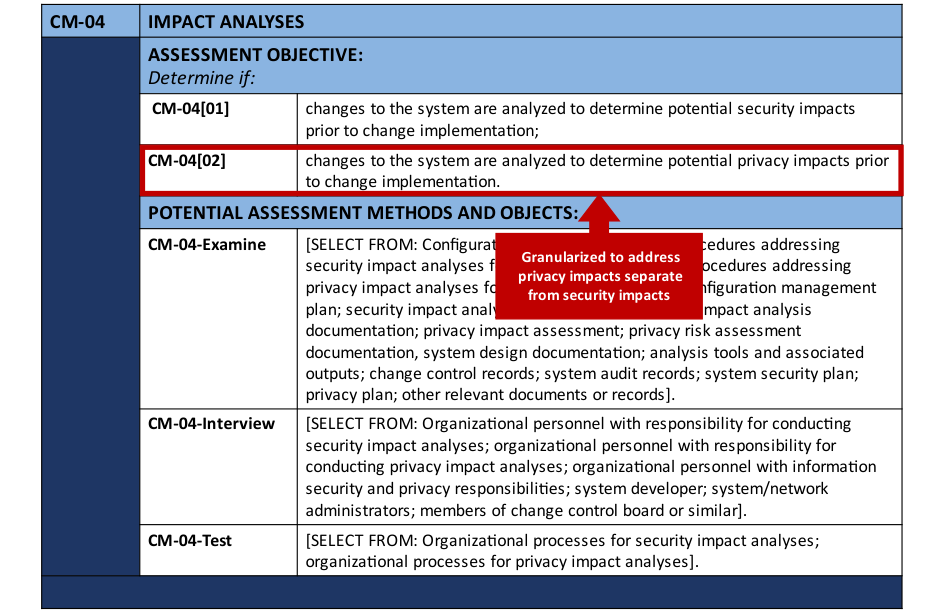 CM-04 IMPACT ANALYSES
ASSESSMENT OBJECTIVE:
Determine if:
CM-04[01] changes to the system are analyzed to determine potential security impacts
prior to change implementation;
CM-04[02] changes to the system are analyzed to determine potential privacy impacts prior
to change implementation.
POTENTIAL ASSESSMENT METHODS AND OBJECTS:
Granularized to address
privacy impacts separate
from security impacts
CM-04-Examine [SELECT FROM: addressing
security impact analyses addressing
privacy impact analyses management
plan; security impact analysis
documentation; privacy impact assessment; privacy risk assessment
documentation, system design documentation; analysis tools and associated
outputs; change control records; system audit records; system security plan;
privacy plan; other relevant documents or records].
CM-04-Interview [SELECT FROM: Organizational personnel with responsibility for conducting
security impact analyses; organizational personnel with responsibility for
conducting privacy impact analyses; organizational personnel with information
security and privacy responsibilities; system developer; system/network
administrators; members of change control board or similar].
CM-04-Test [SELECT FROM: Organizational processes for security impact analyses;
organizational processes for privacy impact analyses].